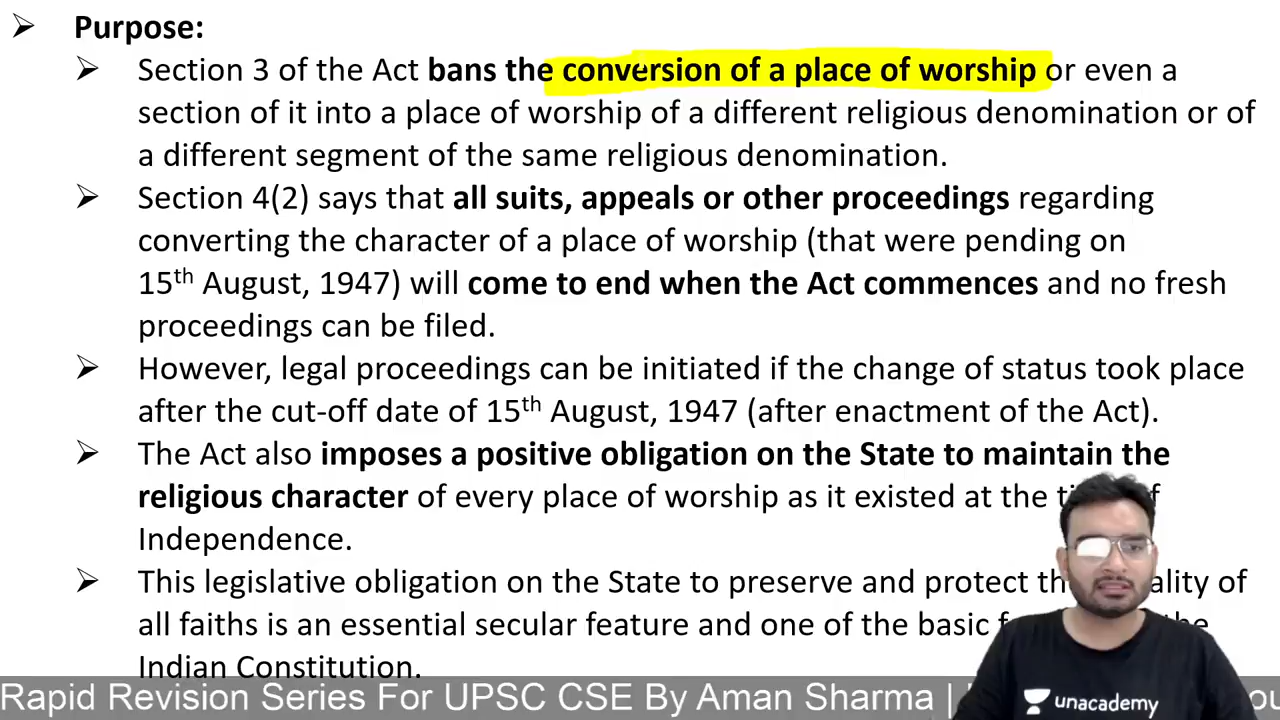 Purpose:
Section 3 of the Act bans the conversion of a place of worship or even a
section of it into a place of worship of a different religious denomination or of
a different segment of the same religious denomination.
Section 4(2) says that all suits, appeals or other proceedings regarding
converting the character of a place of worship (that were pending on
15th August, 1947) will come to end when the Act commences and no fresh
proceedings can be filed.
However, legal proceedings can be initiated if the change of status took place
after the cut-off date of 15th August, 1947 (after enactment of the Act).
The Act also imposes a positive obligation on the State to maintain the
religious character of every place of worship as it existed at the
Independence.
This legislative obligation on the State to preserve and protect
all faiths is an essential secular feature and one of the basic the
Indian Constitution.
Rapid Revision Series For UPSC CSE By Aman Sharma |
unacademy